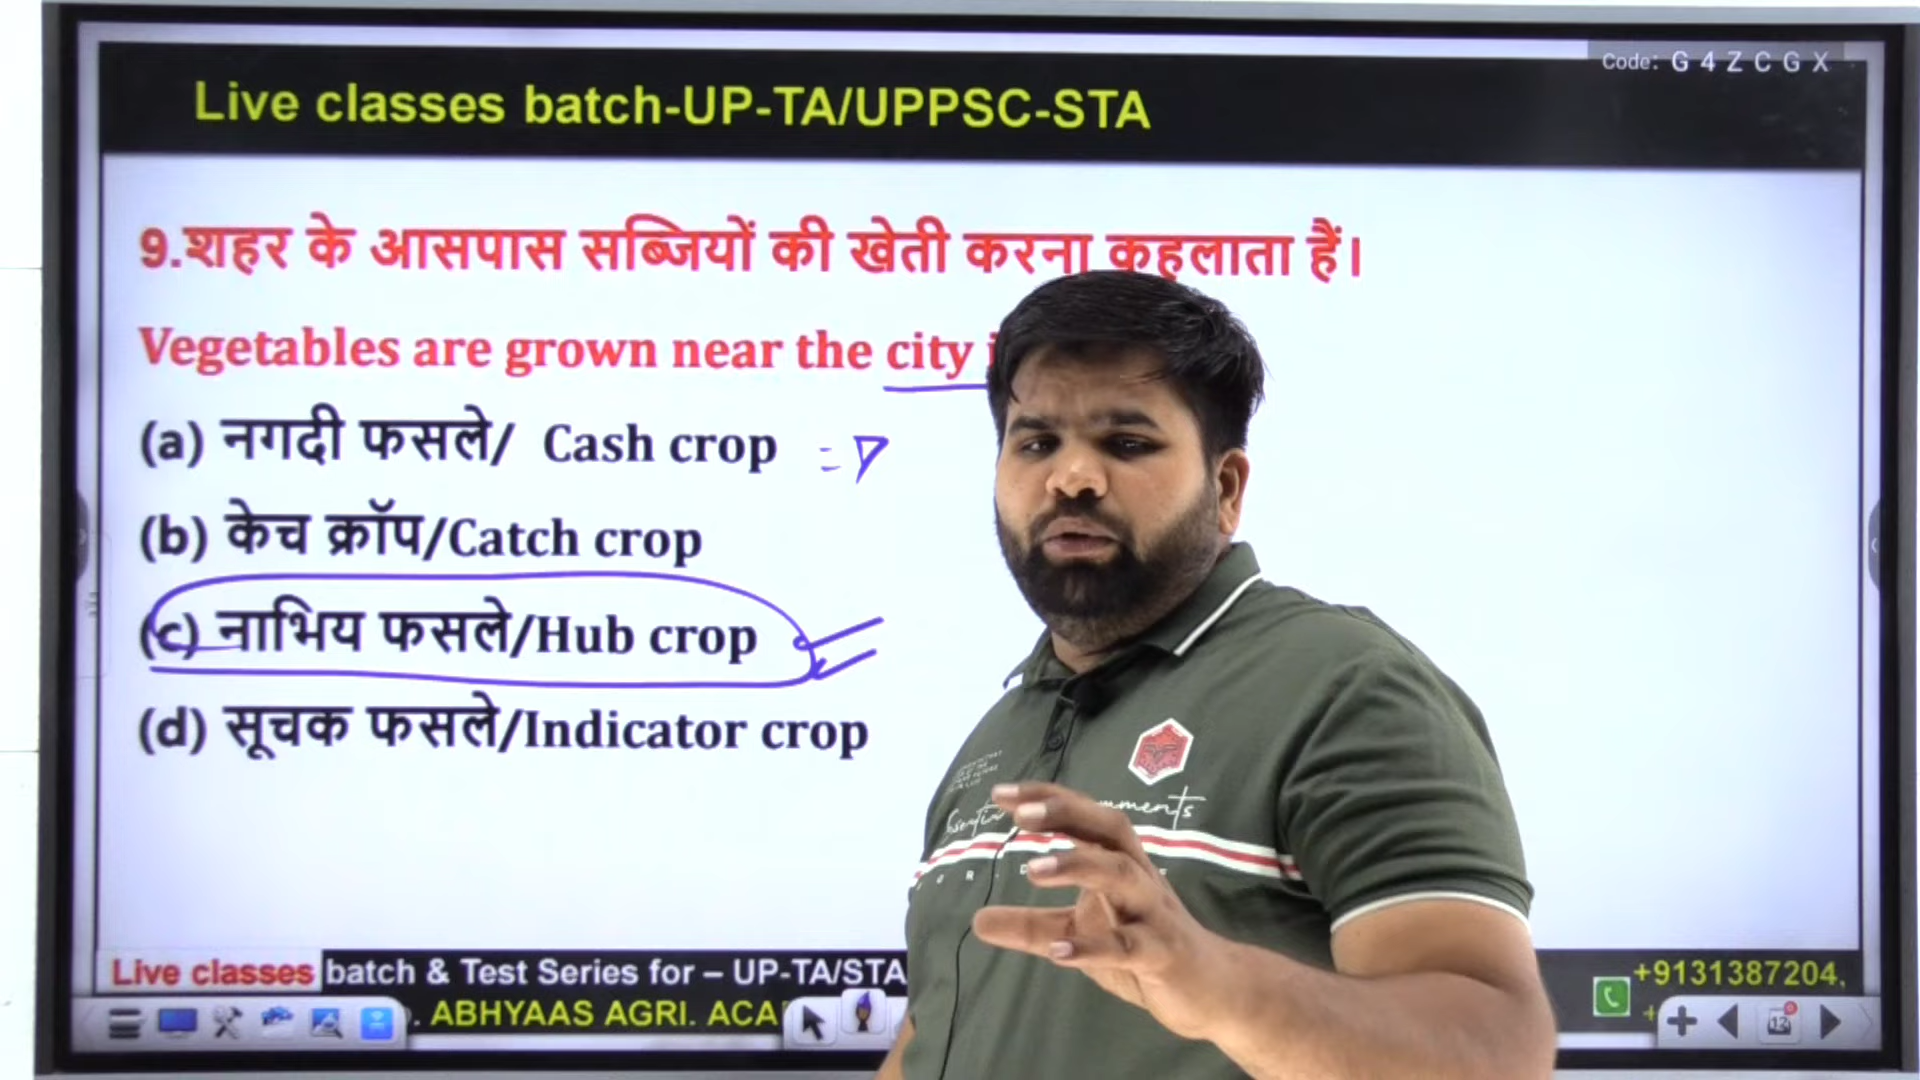 Code: G 4 Z C G X
Live classes batch-UP-TA/UPPSC-STA
9.शहर के आसपास सब्जियों की खेती करना कहलाता हैं।
Vegetables are grown near the city
(a) नगदी फसले/ Cash crop
(b) केच क्रॉप/Catch crop
(c) नाभिय फसले/Hub crop
(d) सूचक फसले/Indicator crop
mments
Live classes batch & Test Series for – UP-TA/STA
+9131387204,
ABHYAAS AGRI.
12